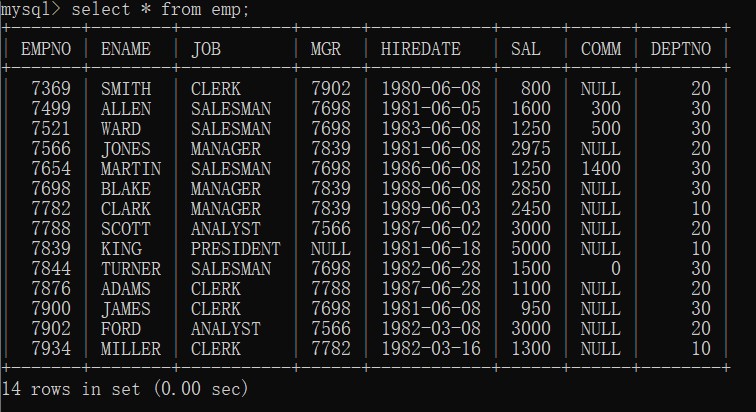 mysql> select * from emp;
+-------+--------+-----------+------+------------+------+------+--------+
| EMPNO | ENAME  | JOB       | MGR  | HIREDATE   | SAL  | COMM | DEPTNO |
+-------+--------+-----------+------+------------+------+------+--------+
|  7369 | SMITH  | CLERK     | 7902 | 1980-06-08 |  800 | NULL |     20 |
|  7499 | ALLEN  | SALESMAN  | 7698 | 1981-06-05 | 1600 |  300 |     30 |
|  7521 | WARD   | SALESMAN  | 7698 | 1983-06-08 | 1250 |  500 |     30 |
|  7566 | JONES  | MANAGER   | 7839 | 1981-06-08 | 2975 | NULL |     20 |
|  7654 | MARTIN | SALESMAN  | 7698 | 1986-06-08 | 1250 | 1400 |     30 |
|  7698 | BLAKE  | MANAGER   | 7839 | 1988-06-08 | 2850 | NULL |     30 |
|  7782 | CLARK  | MANAGER   | 7839 | 1989-06-03 | 2450 | NULL |     10 |
|  7788 | SCOTT  | ANALYST   | 7566 | 1987-06-02 | 3000 | NULL |     20 |
|  7839 | KING   | PRESIDENT | NULL | 1981-06-18 | 5000 | NULL |     10 |
|  7844 | TURNER | SALESMAN  | 7698 | 1982-06-28 | 1500 |    0 |     30 |
|  7876 | ADAMS  | CLERK     | 7788 | 1987-06-28 | 1100 | NULL |     20 |
|  7900 | JAMES  | CLERK     | 7698 | 1981-06-08 |  950 | NULL |     30 |
|  7902 | FORD   | ANALYST   | 7566 | 1982-03-08 | 3000 | NULL |     20 |
|  7934 | MILLER | CLERK     | 7782 | 1982-03-16 | 1300 | NULL |     10 |
+-------+--------+-----------+------+------------+------+------+--------+
14 rows in set (0.00 sec)